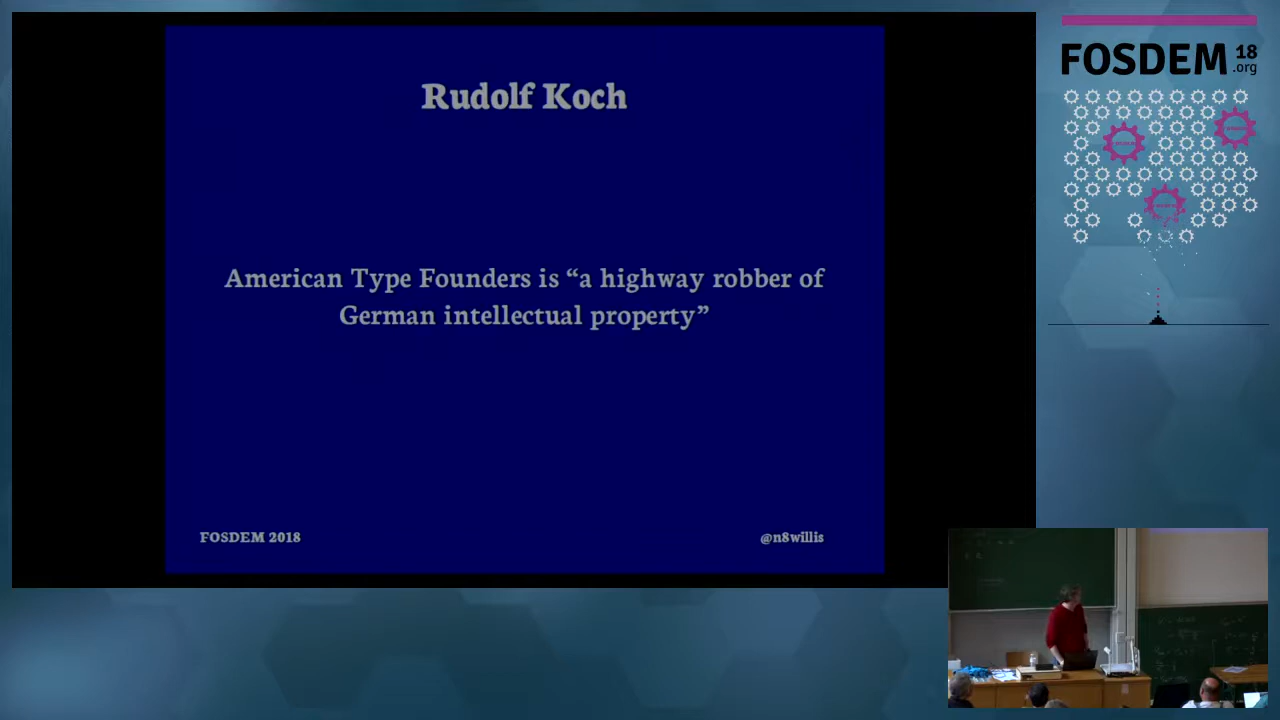 Rudolf Koch
American Type Founders is “a highway robber of
German intellectual property”
FOSDEM 2018
@n8willis
FOSDEM 18
.org